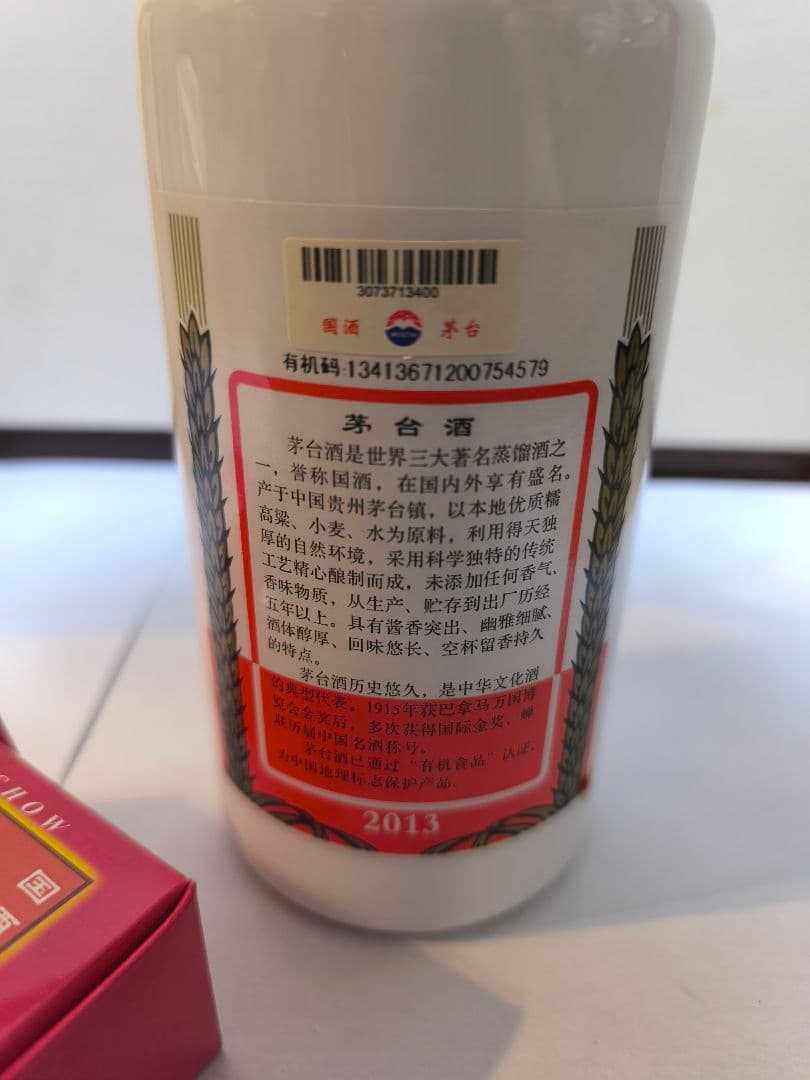 3073713400
国酒 茅台
有机码:13413671200754579
茅台酒
茅台酒是世界三大著名蒸馏酒之
一，誉称国酒，在国内外享有盛名。
产于中国贵州茅台镇，以本地优质糯
高粱、小麦、水为原料，利用得天独
厚的自然环境，采用科学独特的传统
工艺精心酿制而成，未添加任何香气、
香味物质，从生产、贮存到出厂历经
五年以上。具有酱香突出、幽雅细腻、
酒体醇厚、回味悠长、空杯留香持久
的特点。
茅台酒历史悠久，是中华文化酒
的典型代表。1915年获巴拿马万国博
览会金奖后，多次获得国际金奖，蝉
联历届中国名酒称号。
茅台酒已通过“有机食品”认证，
为中国地理标志保护产品。
2013
SHOW
国
酒